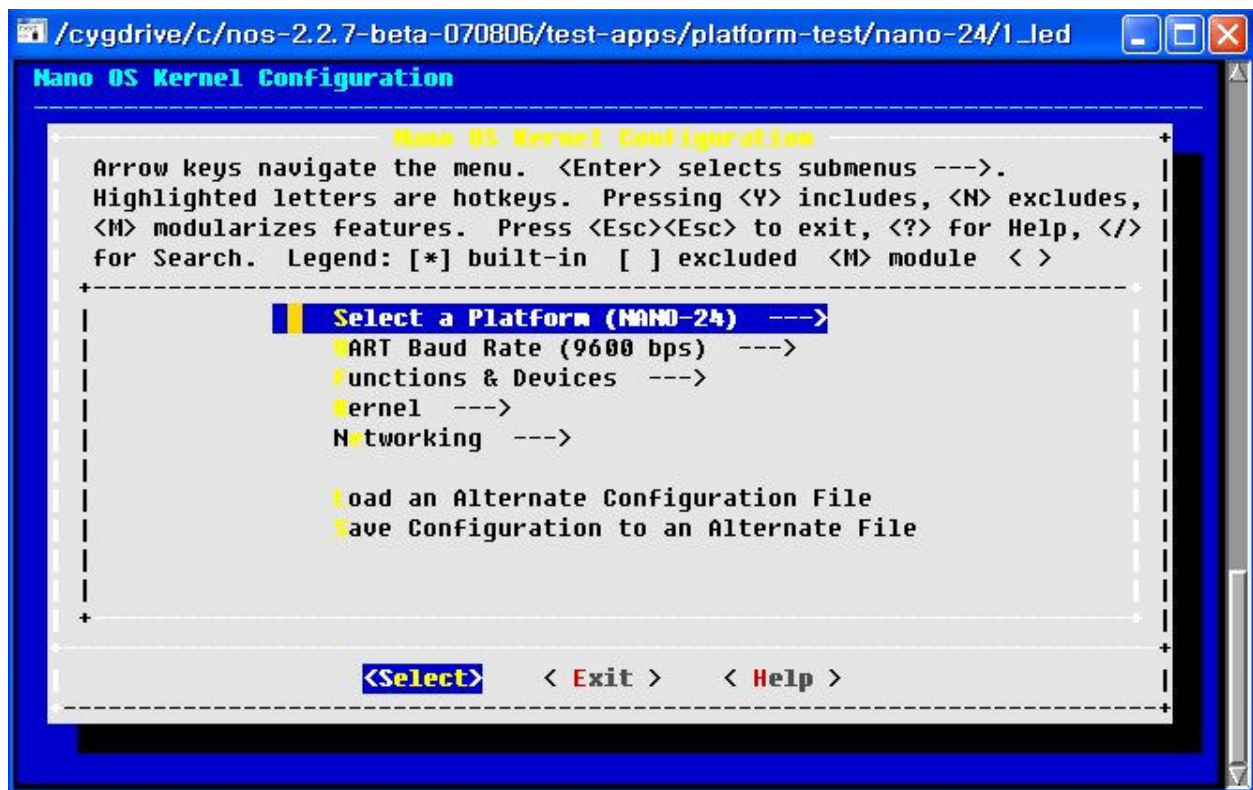 /cygdrive/c/nos-2.2.7-beta-070806/test-apps/platform-test/nano-24/1_led
Nano OS Kernel Configuration
Nano OS Kernel Configuration
Arrow keys navigate the menu. <Enter> selects submenus --->.
Highlighted letters are hotkeys. Pressing <Y> includes, <N> excludes,
<M> modularizes features. Press <Esc><Esc> to exit, <?> for Help, </>
for Search. Legend: [*] built-in [ ] excluded <M> module < >
Select a Platform (NANO-24) --->
UART Baud Rate (9600 bps) --->
Functions & Devices --->
Kernel --->
Networking --->
Load an Alternate Configuration File
Save Configuration to an Alternate File
<Select> < Exit > < Help >